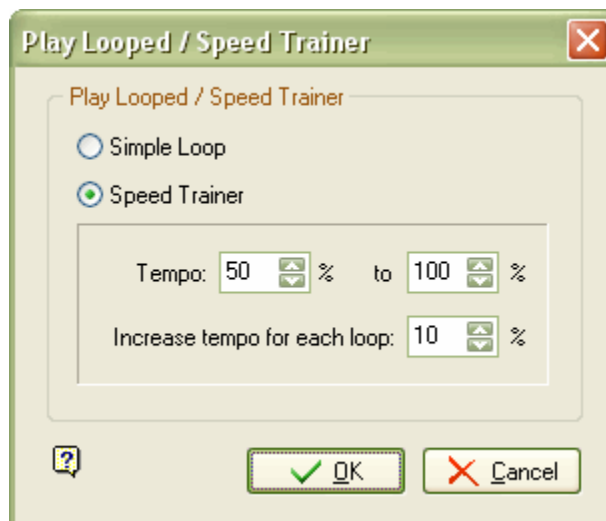 Play Looped / Speed Trainer
Play Looped / Speed Trainer
Simple Loop
Speed Trainer
Tempo: 50 % to 100 %
Increase tempo for each loop: 10 %
? OK Cancel